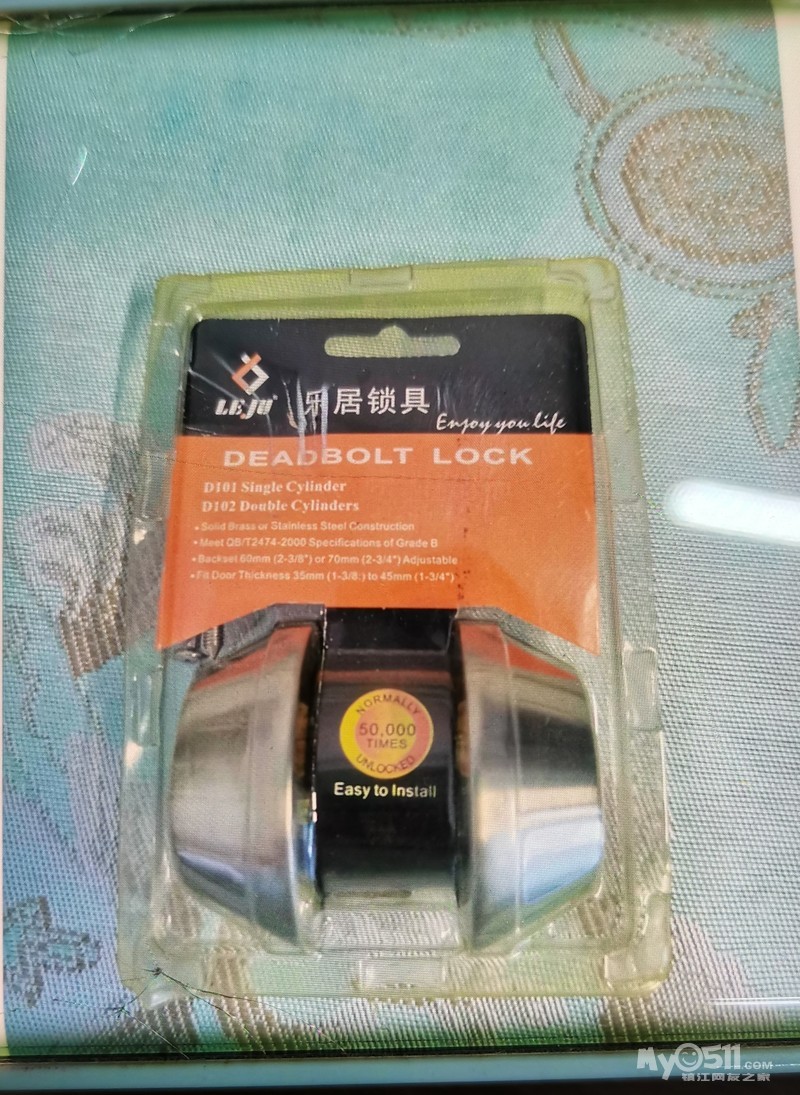 LEJU
乐居锁具
Enjoy you life
DEADBOLT LOCK
D101 Single Cylinder
D102 Double Cylinders
• Solid Brass or Stainless Steel Construction
• Meet QB/T2474-2000 Specifications of Grade B
• Backset 60mm (2-3/8") or 70mm (2-3/4") Adjustable
• Fit Door Thickness 35mm (1-3/8:) to 45mm (1-3/4")
NORMALLY
50,000
TIMES
UNLOCKED
Easy to Install
My0511.COM
镇江网友之家